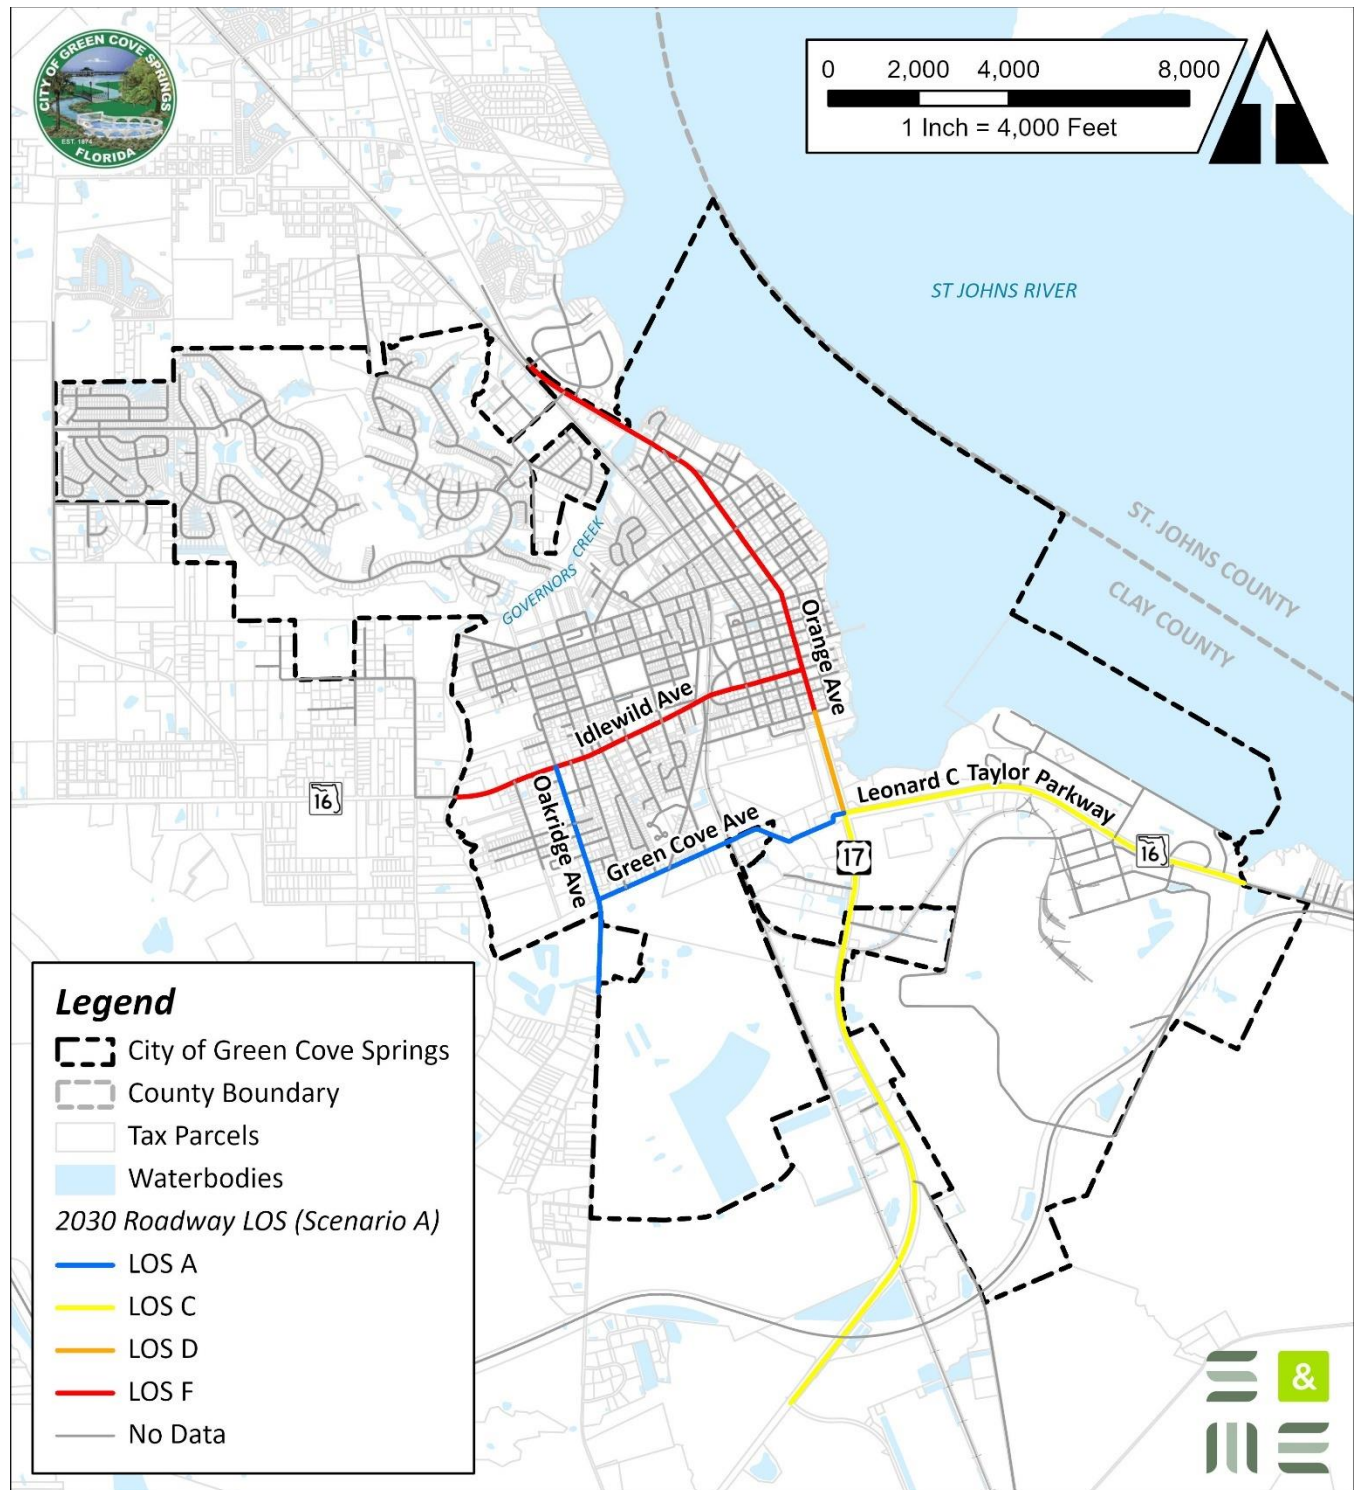 CITY OF GREEN COVE SPRINGS
EST. 1874
FLORIDA
0 2,000 4,000 8,000
1 Inch = 4,000 Feet
ST JOHNS RIVER
ST. JOHNS COUNTY
CLAY COUNTY
GOVERNORS CREEK
Orange Ave
Idlewild Ave
16
Oakridge Ave
Green Cove Ave
Leonard C Taylor Parkway
17
16
Legend
City of Green Cove Springs
County Boundary
Tax Parcels
Waterbodies
2030 Roadway LOS (Scenario A)
LOS A
LOS C
LOS D
LOS F
No Data
S&
ME